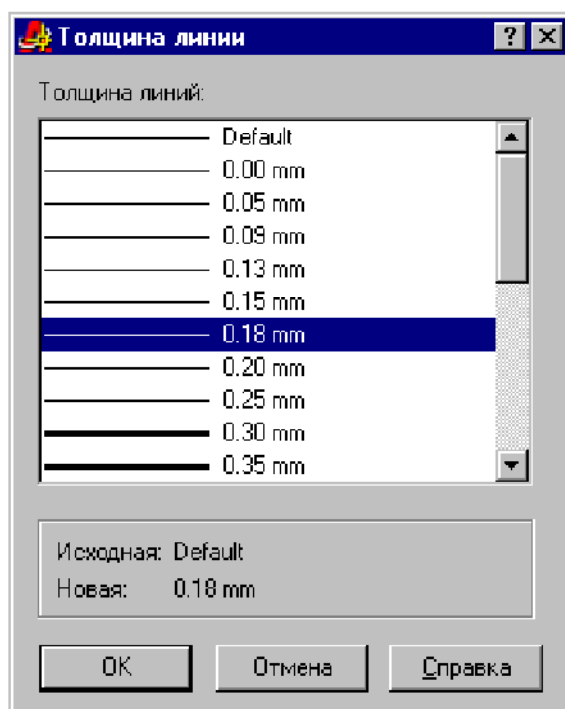 Толщина линии
Толщина линий:
Default
0.00 mm
0.05 mm
0.09 mm
0.13 mm
0.15 mm
0.18 mm
0.20 mm
0.25 mm
0.30 mm
0.35 mm
Исходная: Default
Новая: 0.18 mm
OK Отмена Справка